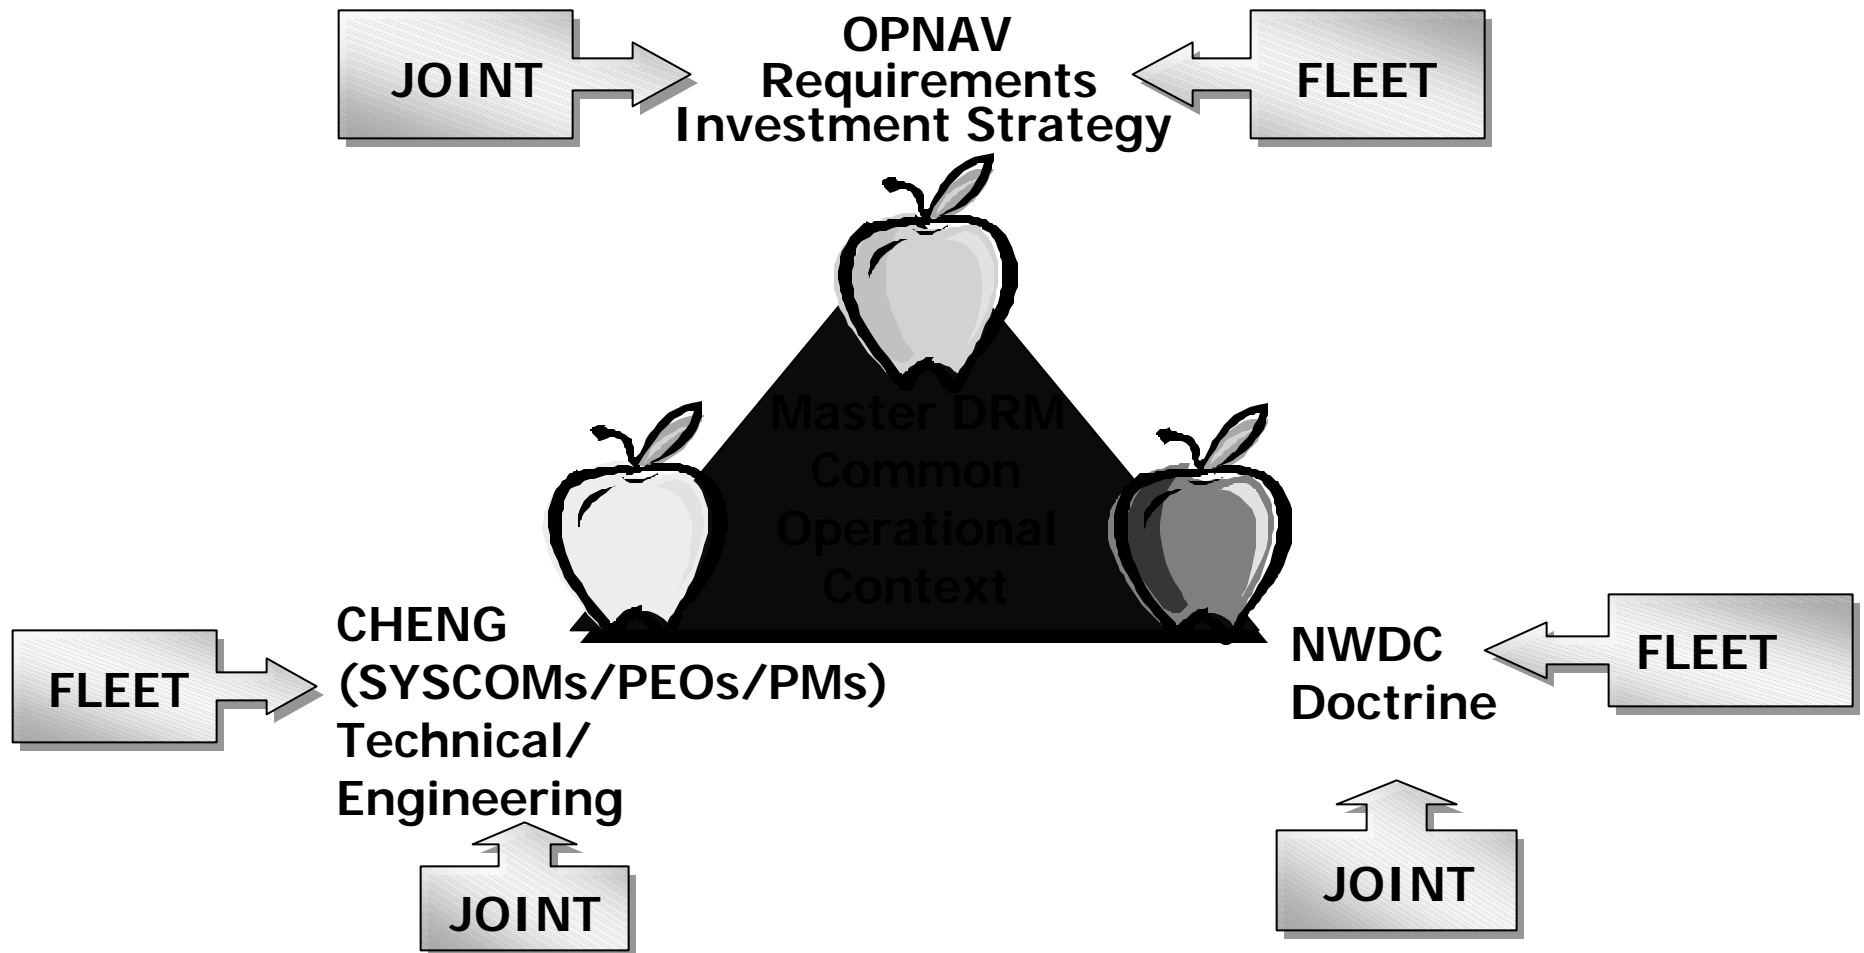 JOINT
OPNAV
Requirements
Investment Strategy
FLEET
Master DRM
Common
Operational
Context
CHENG
(SYSCOMs/PEOs/PMs)
Technical/
Engineering
FLEET
JOINT
NWDC
Doctrine
FLEET
JOINT